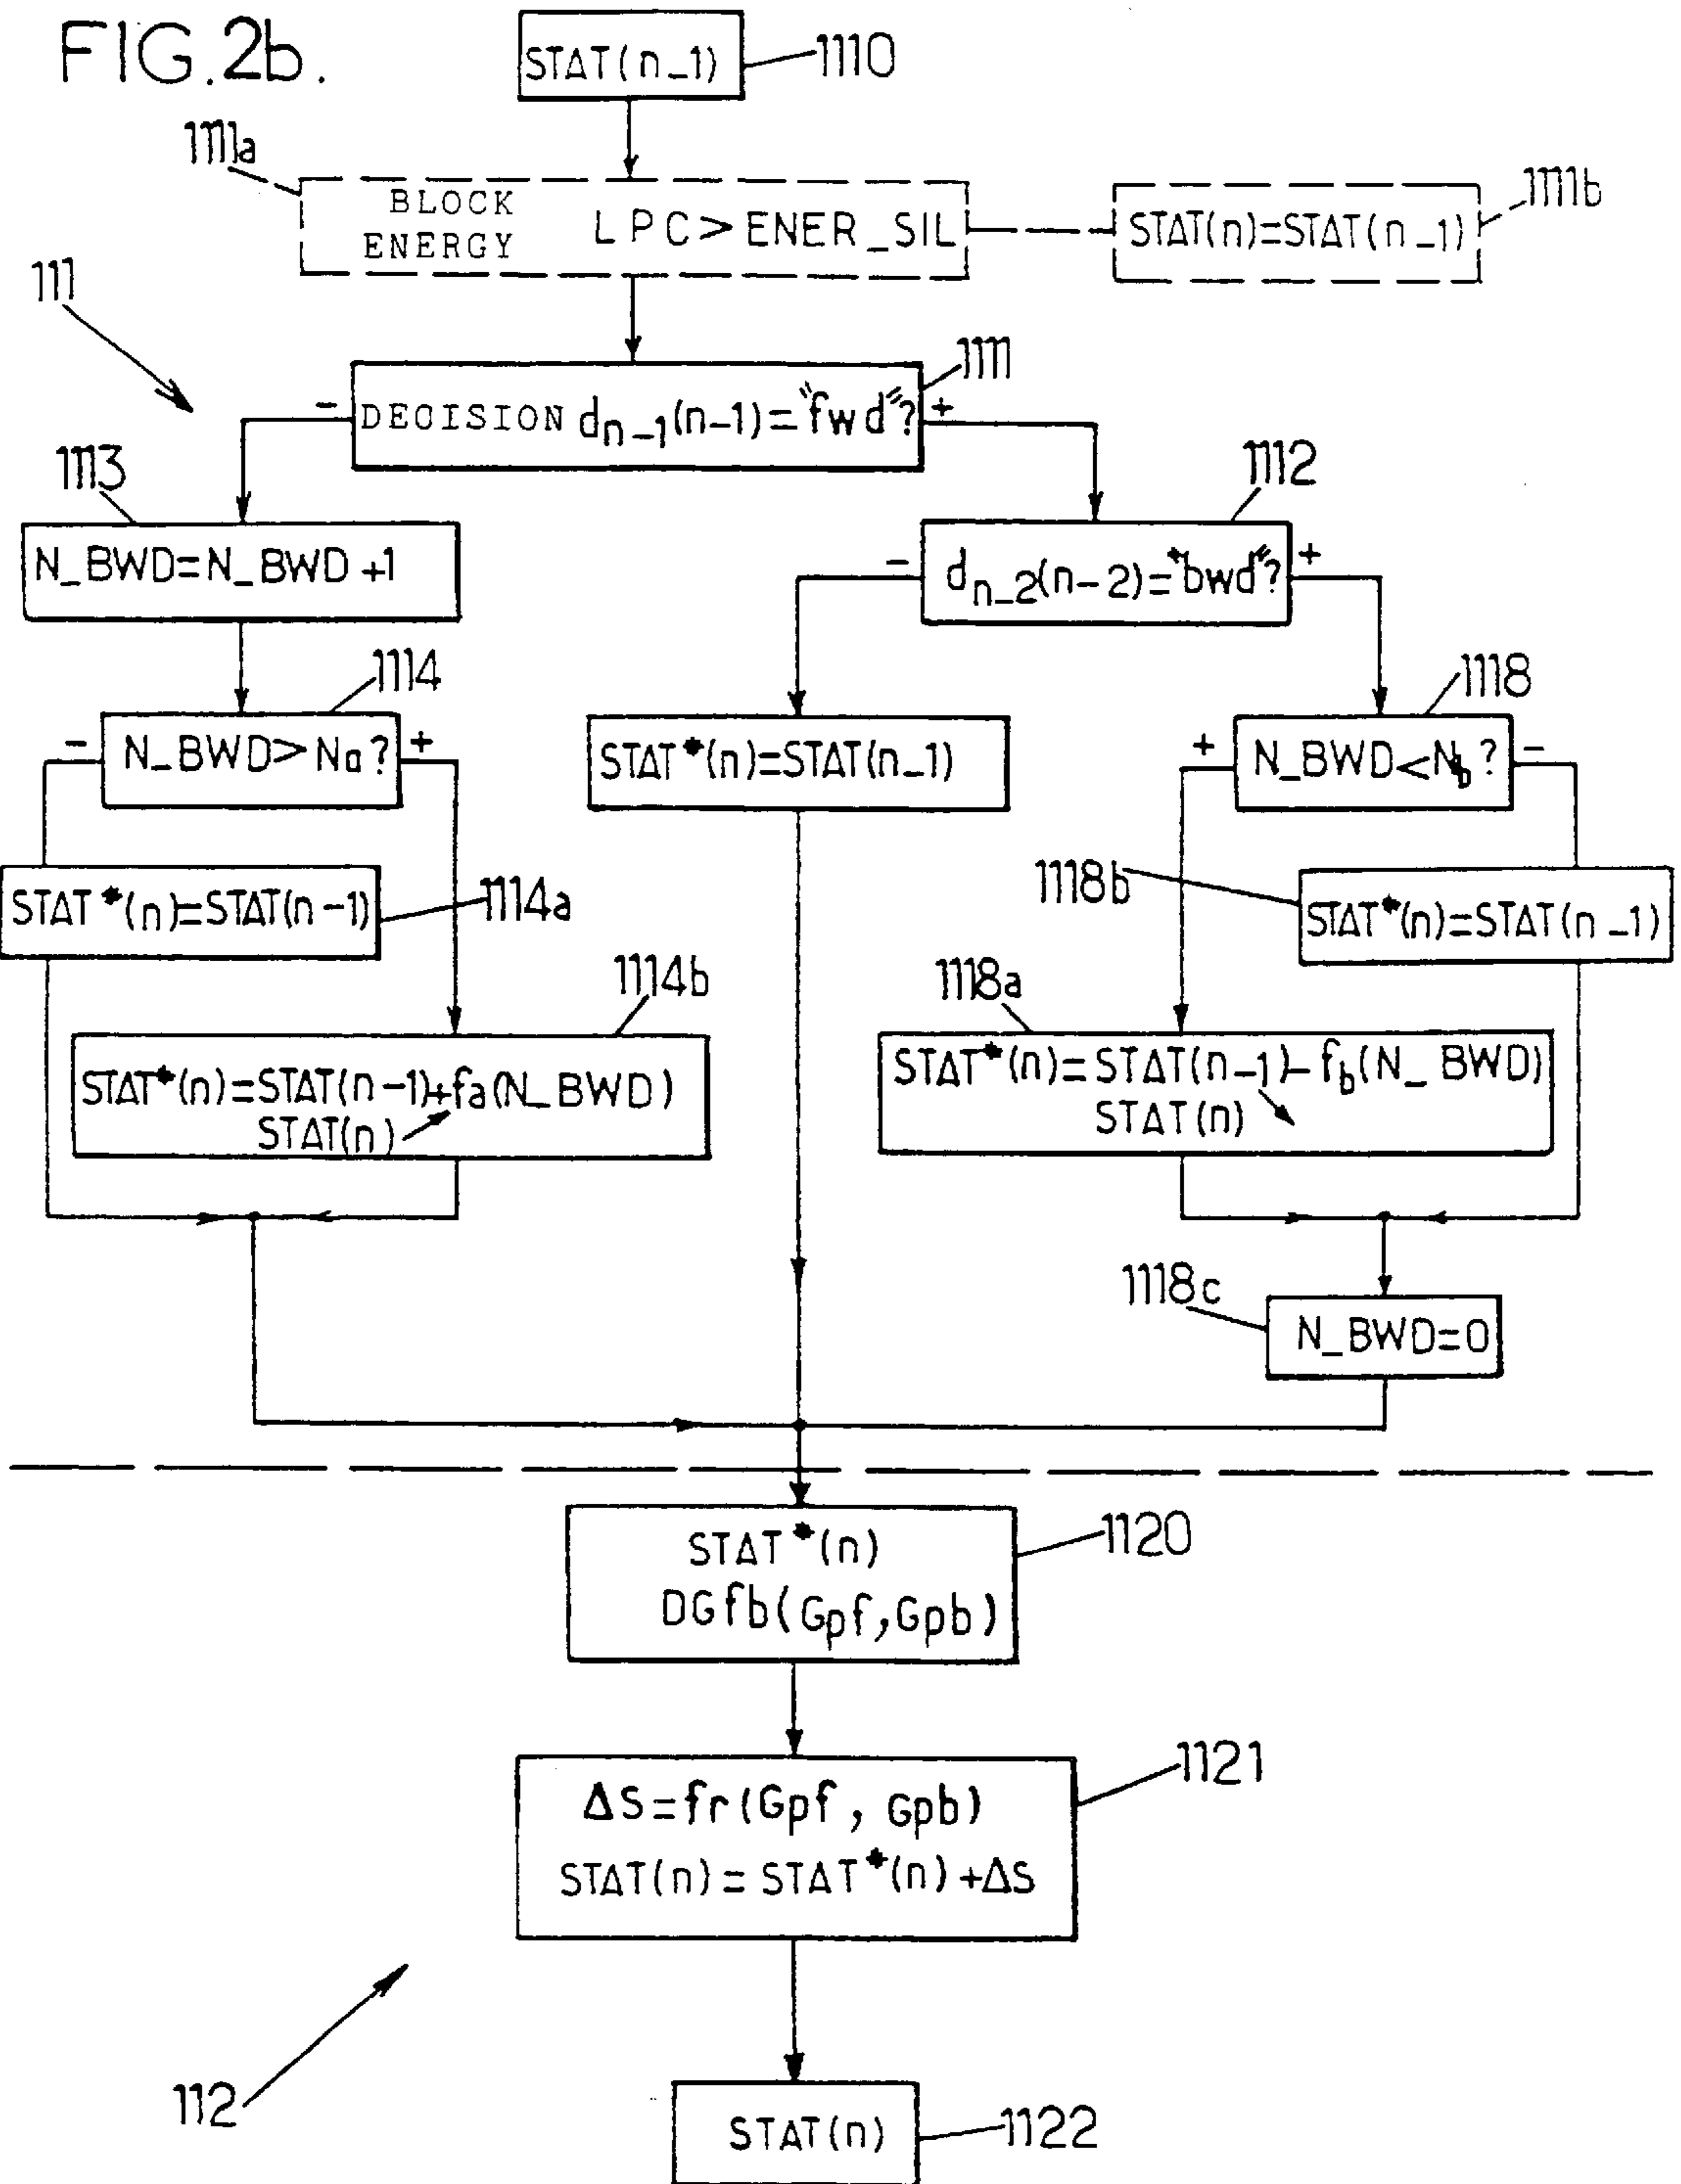 FIG.2b.
STAT(n-1)
1110
1111a
BLOCK ENERGY LPC>ENER_SIL
STAT(n)=STAT(n-1)
1111b
111
DECISION dn-1(n-1)="fwd"?
1111
-
+
1113
N_BWD=N_BWD+1
1112
dn-2(n-2)="bwd"?
-
+
1114
N_BWD>Na?
-
+
STAT*(n)=STAT(n-1)
1118
N_BWD<Nb?
+
-
STAT*(n)=STAT(n-1)
1114a
1118b
STAT*(n)=STAT(n-1)
1114b
STAT*(n)=STAT(n-1)+fa(N_BWD)
STAT(n)
1118a
STAT*(n)=STAT(n-1)-fb(N_BWD)
STAT(n)
1118c
N_BWD=0
STAT*(n)
DGfb(Gpf,Gpb)
1120
ΔS=fr(Gpf, Gpb)
STAT(n)=STAT*(n)+ΔS
1121
112
STAT(n)
1122